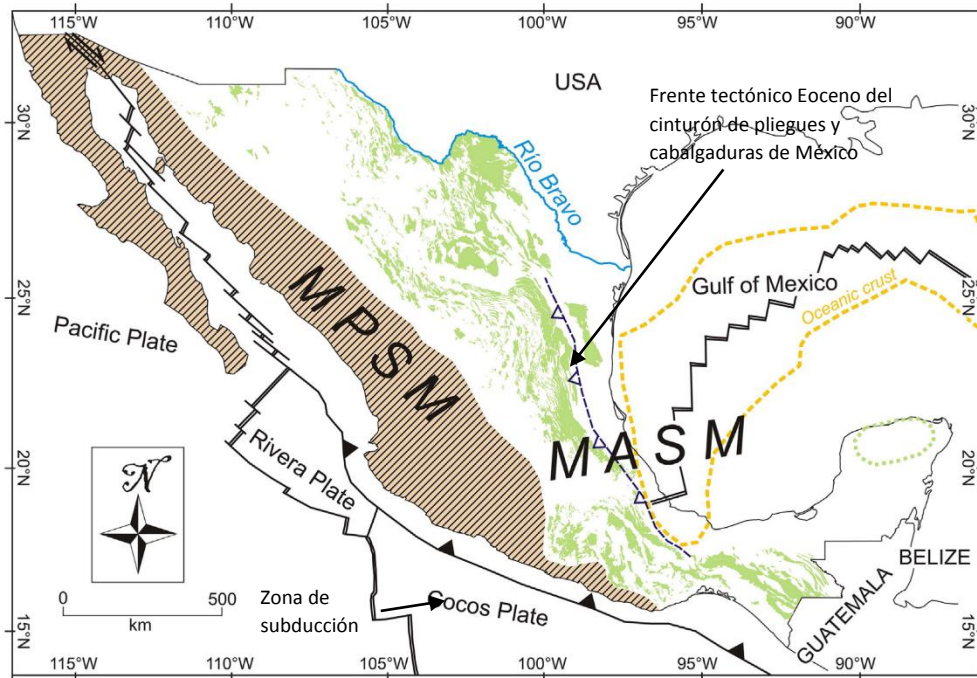 115°W
110°W
105°W
100°W
95°W
90°W
30°N
25°N
20°N
15°N
USA
Frente tectónico Eoceno del
cinturón de pliegues y
cabalgaduras de México
30°N
Río Bravo
Gulf of Mexico
25°N
Oceanic crust
Pacific Plate
MPSM
MASM
20°N
Rivera Plate
N
0 500
km
Zona de
subducción
Cocos Plate
BELIZE
GUATEMALA
15°N
115°W
110°W
105°W
100°W
95°W
90°W